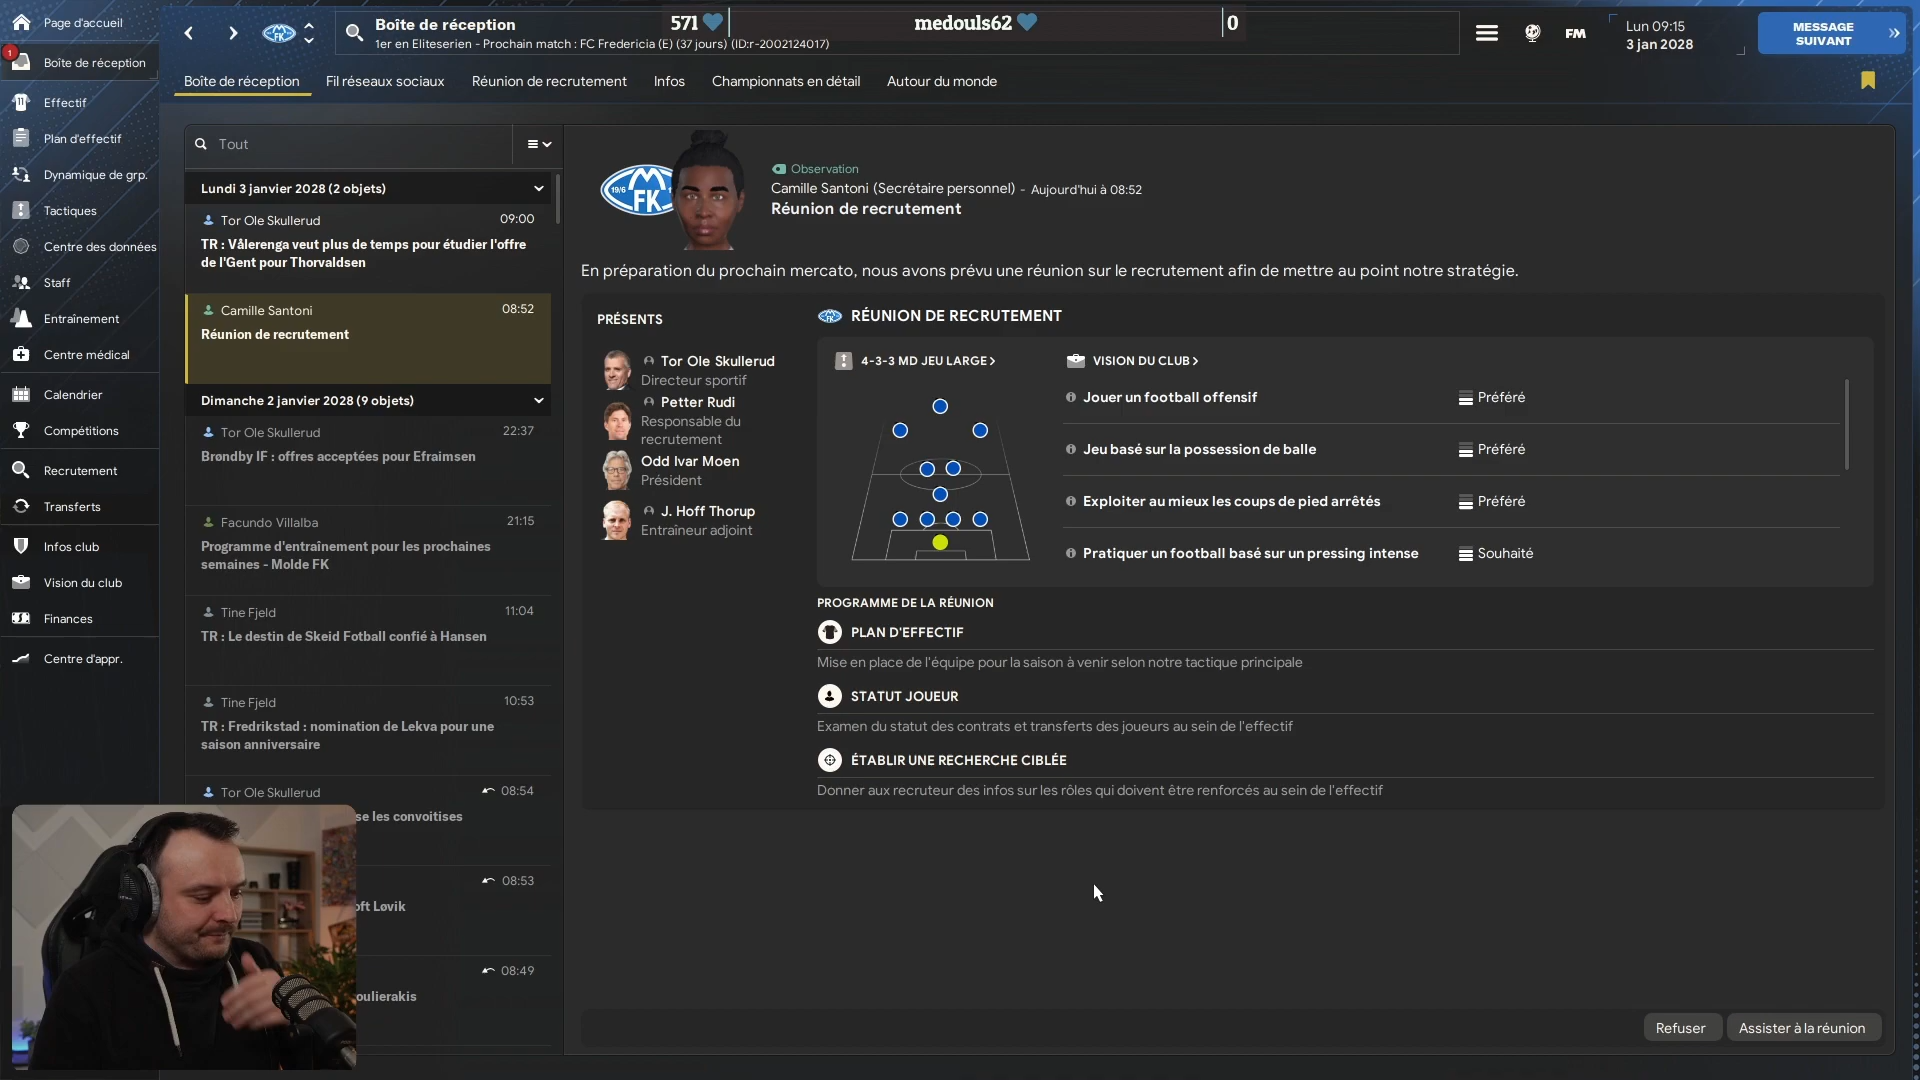 Page d'accueil
1
Boîte de réception
Effectif
Plan d'effectif
Dynamique de grp.
Tactiques
Centre des données
Staff
Entraînement
Centre médical
Calendrier
Compétitions
Recrutement
Transferts
Infos club
Vision du club
Finances
Centre d'appr.
Boîte de réception
1er en Eliteserien - Prochain match : FC Fredericia (E) (37 jours) (ID:r-2002124017)
571
medouls62
0
FM
Lun 09:15
3 jan 2028
MESSAGE SUIVANT
Boîte de réception
Fil réseaux sociaux
Réunion de recrutement
Infos
Championnats en détail
Autour du monde
Tout
Lundi 3 janvier 2028 (2 objets)
Tor Ole Skullerud 09:00
TR : Vålerenga veut plus de temps pour étudier l'offre
de l'Gent pour Thorvaldsen
Camille Santoni 08:52
Réunion de recrutement
Dimanche 2 janvier 2028 (9 objets)
Tor Ole Skullerud 22:37
Brøndby IF : offres acceptées pour Efraimsen
Facundo Villalba 21:15
Programme d'entraînement pour les prochaines
semaines - Molde FK
Tine Fjeld 11:04
TR : Le destin de Skeid Fotball confié à Hansen
Tine Fjeld 10:53
TR : Fredrikstad : nomination de Lekva pour une
saison anniversaire
Tor Ole Skullerud 08:54
se les convoitises
08:53
oft Løvik
08:49
oulierakis
FK
Observation
Camille Santoni (Secrétaire personnel) - Aujourd'hui à 08:52
Réunion de recrutement
En préparation du prochain mercato, nous avons prévu une réunion sur le recrutement afin de mettre au point notre stratégie.
PRÉSENTS
Tor Ole Skullerud
Directeur sportif
Petter Rudi
Responsable du
recrutement
Odd Ivar Moen
Président
J. Hoff Thorup
Entraîneur adjoint
RÉUNION DE RECRUTEMENT
4-3-3 MD JEU LARGE >
VISION DU CLUB >
Jouer un football offensif Préféré
Jeu basé sur la possession de balle Préféré
Exploiter au mieux les coups de pied arrêtés Préféré
Pratiquer un football basé sur un pressing intense Souhaité
PROGRAMME DE LA RÉUNION
PLAN D'EFFECTIF
Mise en place de l'équipe pour la saison à venir selon notre tactique principale
STATUT JOUEUR
Examen du statut des contrats et transferts des joueurs au sein de l'effectif
ÉTABLIR UNE RECHERCHE CIBLÉE
Donner aux recruteur des infos sur les rôles qui doivent être renforcés au sein de l'effectif
Refuser
Assister à la réunion